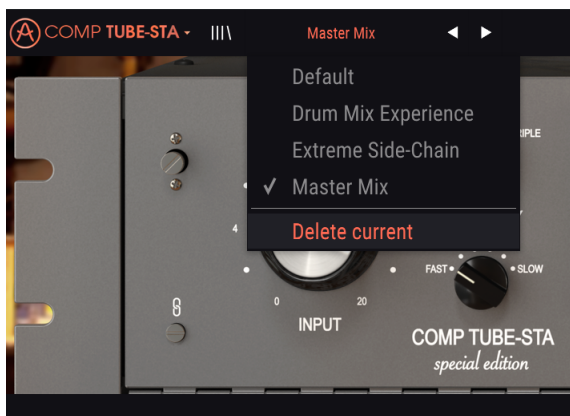 COMP TUBE-STA
Master Mix
Default
Drum Mix Experience
Extreme Side-Chain
Master Mix
Delete current
4
0
20
INPUT
FAST
SLOW
COMP TUBE-STA
special edition